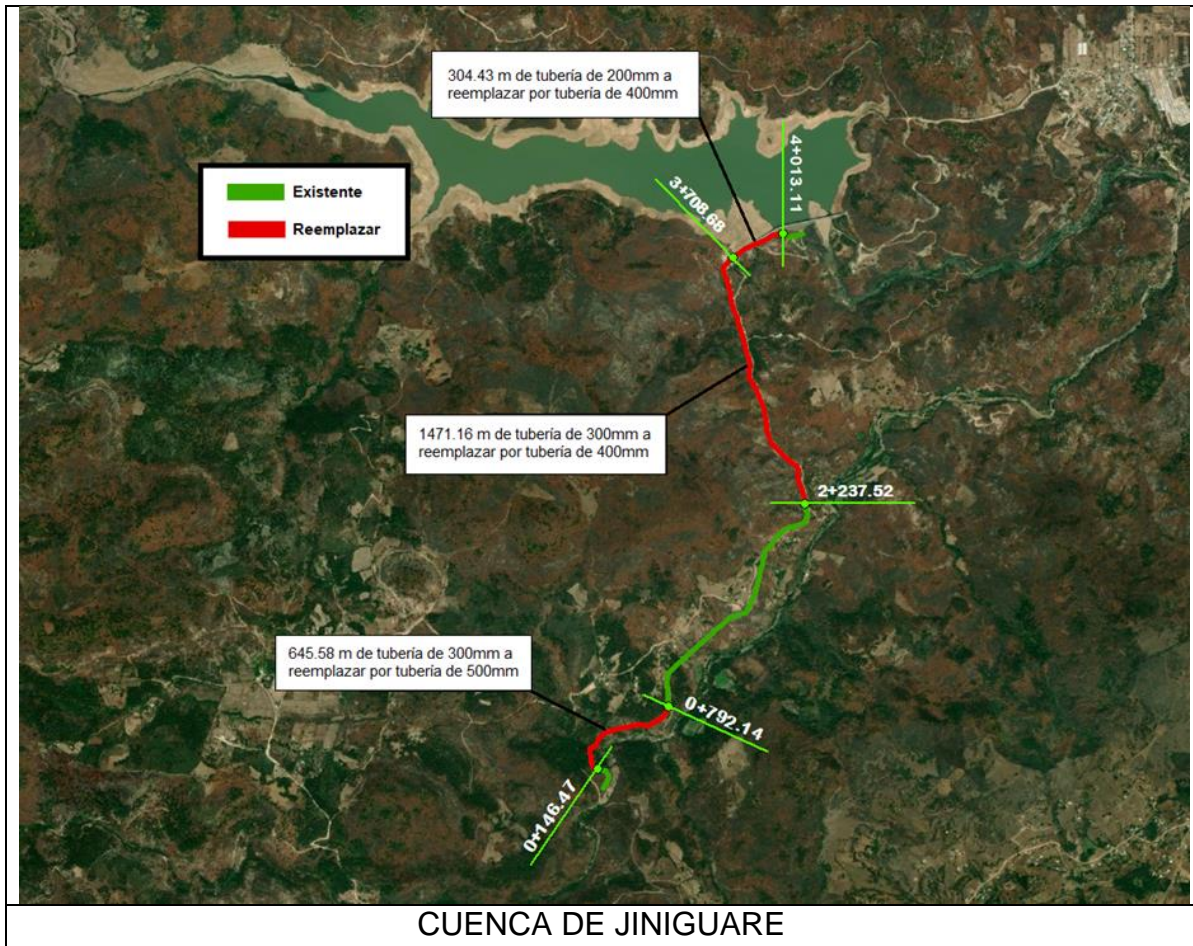 304.43 m de tubería de 200mm a
reemplazar por tubería de 400mm
4+013.11
3+708.68
Existente
Reemplazar
1471.16 m de tubería de 300mm a
reemplazar por tubería de 400mm
2+237.52
645.58 m de tubería de 300mm a
reemplazar por tubería de 500mm
0+792.14
0+146.47
CUENCA DE JINIGUARE